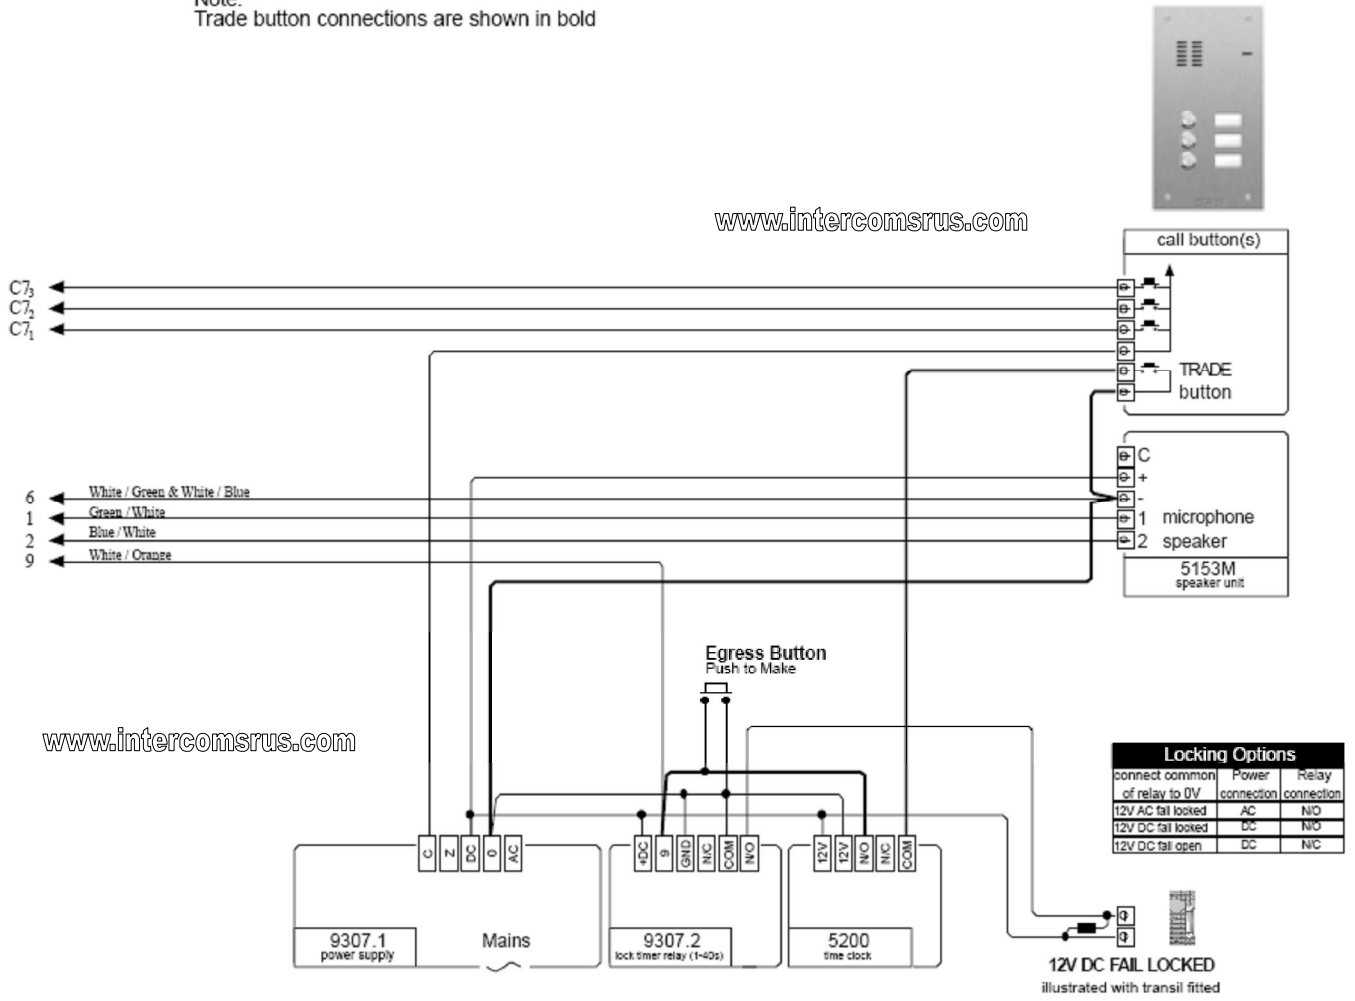 Note:
Trade button connections are shown in bold
www.intercomsrus.com
call button(s)
C7₃
C7₂
C7₁
TRADE
button
C
+
6 White / Green & White / Blue -
1 Green / White 1 microphone
2 Blue / White 2 speaker
9 White / Orange
5153M
speaker unit
Egress Button
Push to Make
www.intercomsrus.com
Locking Options
connect common of relay to 0V Power connection Relay connection
12V AC fail locked AC N/O
12V DC fail locked DC N/O
12V DC fail open DC N/C
C Z DC 0 AC
+DC 9 GND N/C COM N/O
12V 12V N/O N/C COM
9307.1
power supply
Mains
9307.2
lock timer relay (1-40s)
5200
time clock
12V DC FAIL LOCKED
illustrated with transil fitted